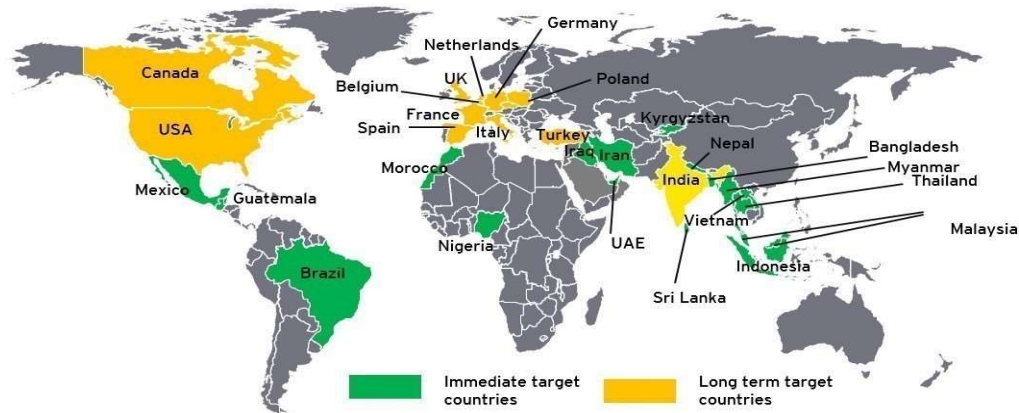 Germany
Netherlands
Canada
UK
Poland
Belgium
USA
France
Kyrgyzstan
Spain
Italy
Turkey
Nepal
Iraq
Iran
Bangladesh
Morocco
Myanmar
India
Thailand
Mexico
Guatemala
Vietnam
Malaysia
Nigeria
UAE
Brazil
Indonesia
Sri Lanka
Immediate target
countries
Long term target
countries